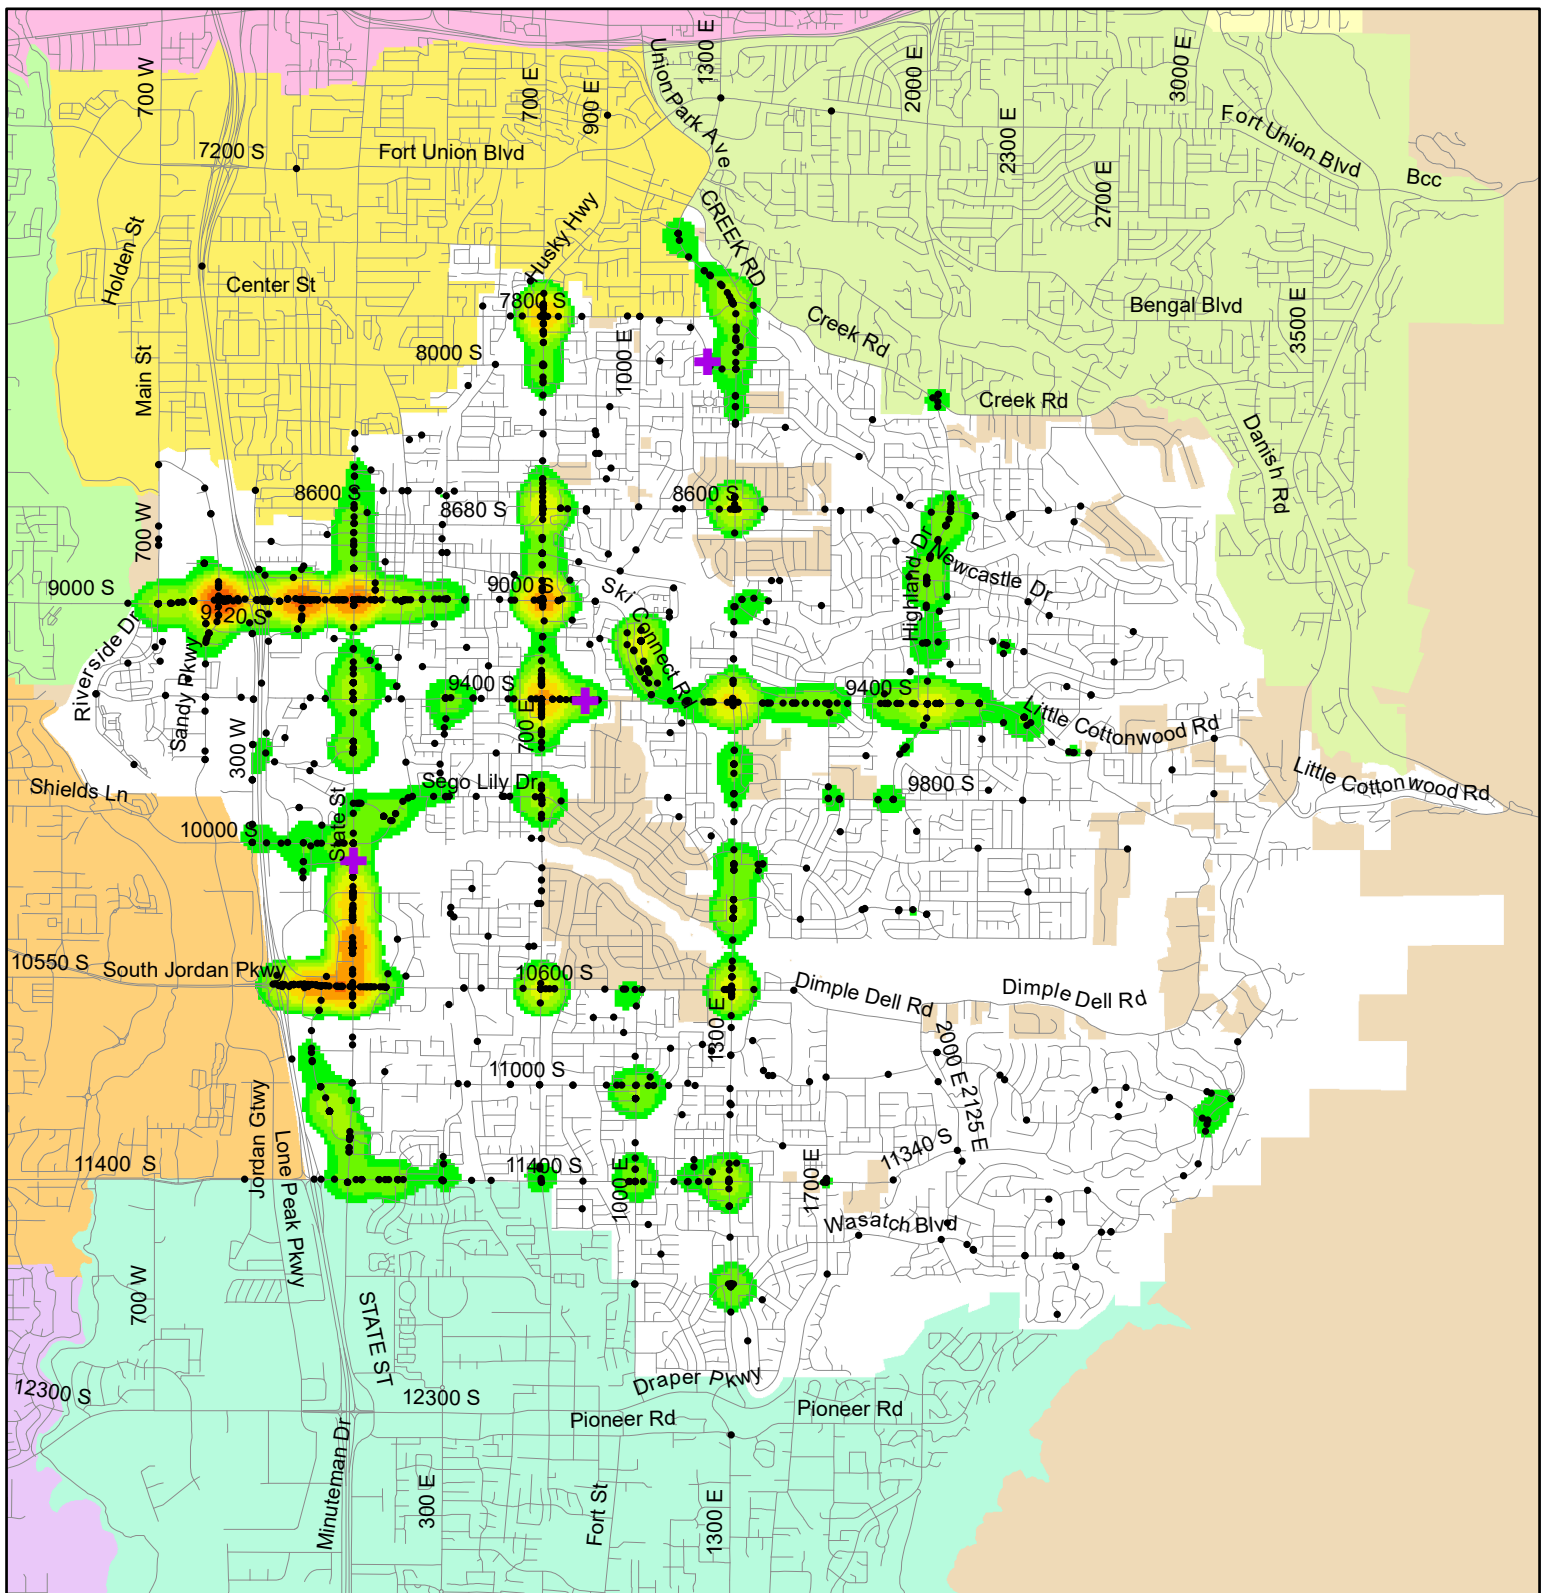 700 W
700 E
900 E
Union Park Ave
1300 E
2000 E
3000 E
7200 S
Fort Union Blvd
2300 E
Fort Union Blvd
Bcc
2700 E
Holden St
Husky Hwy
CREEK RD
Center St
7800 S
Bengal Blvd
3500 E
Creek Rd
Main St
8000 S
1000 E
Creek Rd
Danish Rd
8600 S
8680 S
8600 S
700 W
Highland Dr
Newcastle Dr
9000 S
9120 S
9000 S
Ski Connect Rd
Riverside Dr
Sandy Pkwy
9400 S
9400 S
700 E
300 W
Little Cottonwood Rd
Shields Ln
Sego Lily Dr
9800 S
Little Cottonwood Rd
10000 S
State St
10550 S
South Jordan Pkwy
10600 S
Dimple Dell Rd
Dimple Dell Rd
1300 E
2000 E
11000 S
2125 E
Jordan Gtwy
Lone Peak Pkwy
11400 S
11400 S
1000 E
1700 E
11340 S
Wasatch Blvd
700 W
STATE ST
12300 S
12300 S
Draper Pkwy
Pioneer Rd
Pioneer Rd
Minuteman Dr
300 E
Fort St
1300 E